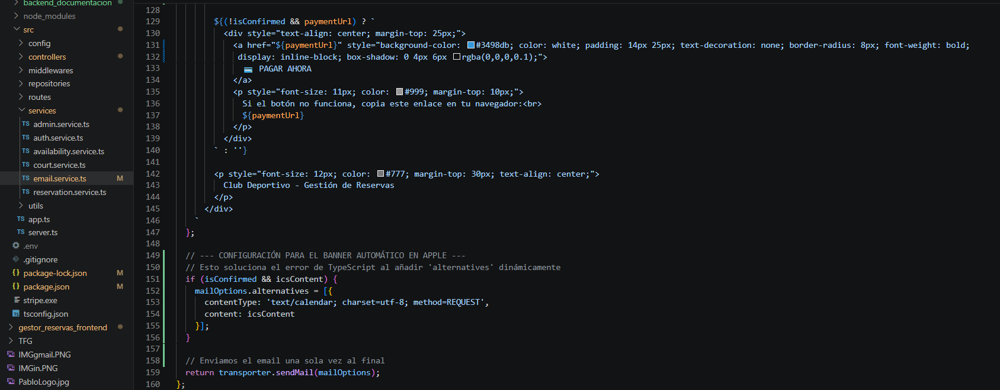 backend_documentacion
node_modules
src
config
controllers
middlewares
repositories
routes
services
TS admin.service.ts
TS auth.service.ts
TS availability.service.ts
TS court.service.ts
TS email.service.ts M
TS reservation.service.ts
utils
TS app.ts
TS server.ts
.env
.gitignore
{} package-lock.json M
{} package.json M
stripe.exe
TS tsconfig.json
gestor_reservas_frontend
TFG
IMGgmail.PNG
IMGin.PNG
PabloLogo.jpg
128
129 ${(!isConfirmed && paymentUrl) ? `
130 <div style="text-align: center; margin-top: 25px;">
131 <a href="${paymentUrl}" style="background-color: #3498db; color: white; padding: 14px 25px; text-decoration: none; border-radius: 8px; font-weight: bold;
132 display: inline-block; box-shadow: 0 4px 6px rgba(0,0,0,0.1);">
133 💳 PAGAR AHORA
134 </a>
135 <p style="font-size: 11px; color: #999; margin-top: 10px;">
136 Si el botón no funciona, copia este enlace en tu navegador:<br>
137 ${paymentUrl}
138 </p>
139 </div>
140 ` : ''}
141
142 <p style="font-size: 12px; color: #777; margin-top: 30px; text-align: center;">
143 Club Deportivo - Gestión de Reservas
144 </p>
145 </div>
146 `
147 };
148
149 // --- CONFIGURACIÓN PARA EL BANNER AUTOMÁTICO EN APPLE ---
150 // Esto soluciona el error de TypeScript al añadir 'alternatives' dinámicamente
151 if (isConfirmed && icsContent) {
152 mailOptions.alternatives = [{
153 contentType: 'text/calendar; charset=utf-8; method=REQUEST',
154 content: icsContent
155 }];
156 }
157
158 // Enviamos el email una sola vez al final
159 return transporter.sendMail(mailOptions);
160 };